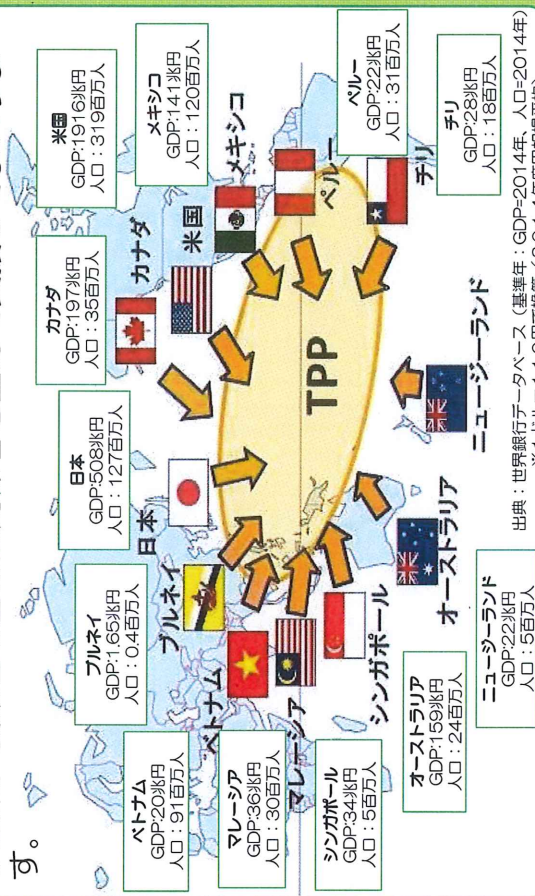 す。
ベトナム
GDP:20兆円
人口：91百万人
ブルネイ
GDP:1.65兆円
人口：0.4百万人
日本
GDP:508兆円
人口：127百万人
カナダ
GDP:197兆円
人口：35百万人
米国
GDP:1916兆円
人口：319百万人
マレーシア
GDP:36兆円
人口：30百万人
メキシコ
GDP:141兆円
人口：120百万人
シンガポール
GDP:34兆円
人口：5百万人
ペルー
GDP:22兆円
人口：31百万人
オーストラリア
GDP:159兆円
人口：24百万人
ニュージーランド
GDP:22兆円
人口：5百万人
チリ
GDP:28兆円
人口：18百万人
日本
カナダ
米国
メキシコ
ブルネイ
ベトナム
マレーシア
シンガポール
TPP
ペルー
チリ
オーストラリア
ニュージーランド
出典：世界銀行データベース（基準年：GDP=2014年、人口=2014年）